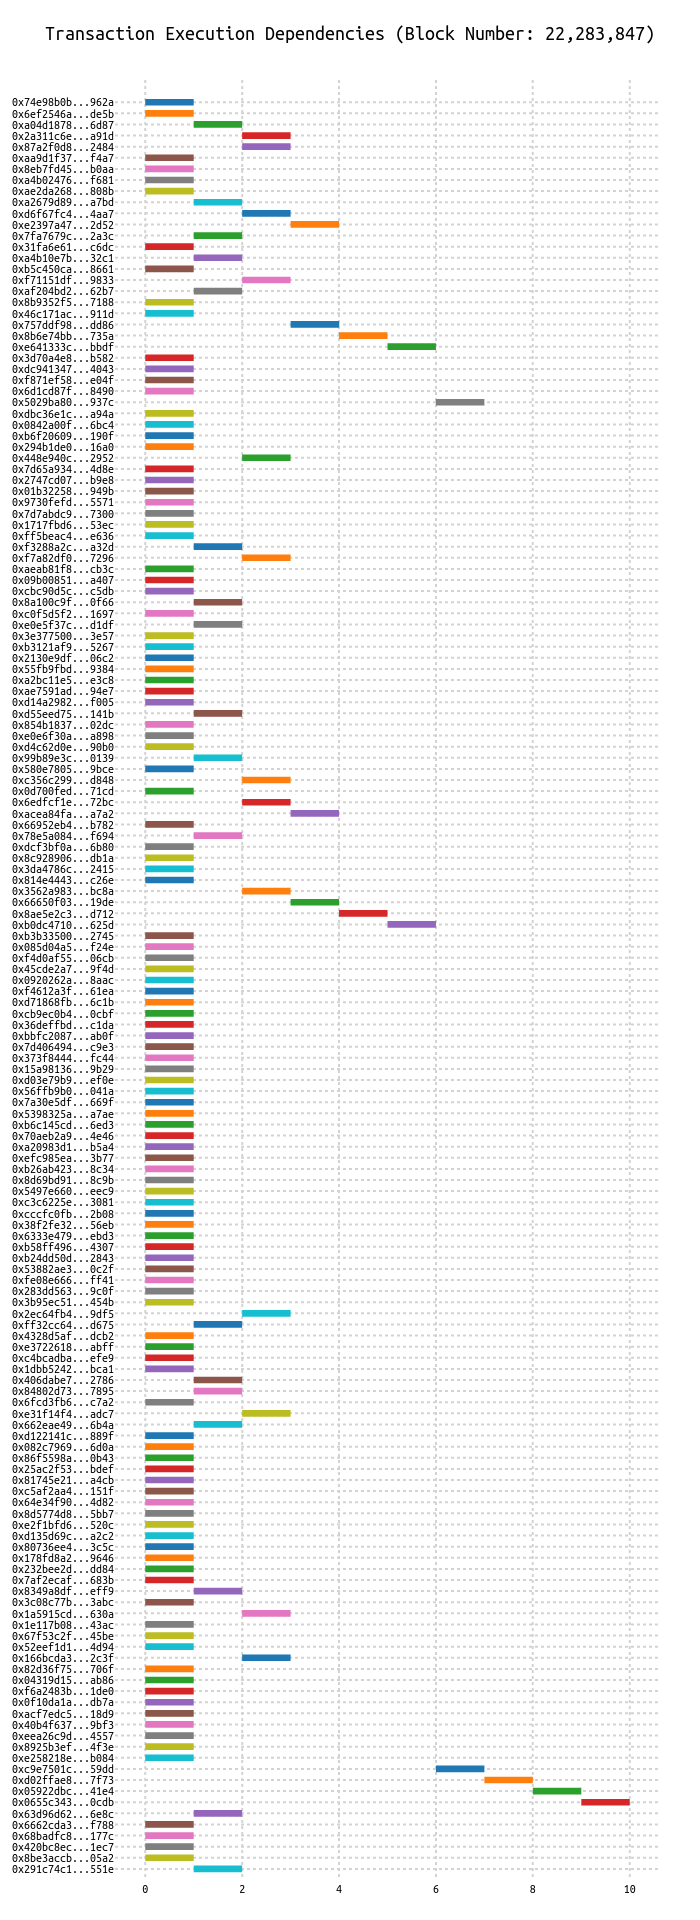 Transaction Execution Dependencies (Block Number: 22,283,847)
0x74e98b0b...962a
0x6ef2546a...de5b
0xa04d1878...6d87
0x2a311c6e...a91d
0x87a2f0d8...2484
0xaa9d1f37...f4a7
0x8eb7fd45...b0aa
0xa4b02476...f681
0xae2da268...808b
0xa2679d89...a7bd
0xd6f67fc4...4aa7
0xe2397a47...2d52
0x7fa7679c...2a3c
0x31fa6e61...c6dc
0xa4b10e7b...32c1
0xb5c450ca...8661
0xf71151df...9833
0xaf204bd2...62b7
0x8b9352f5...7188
0x46c171ac...911d
0x757ddf98...dd86
0x8b6e74bb...735a
0xe641333c...bbdf
0x3d70a4e8...b582
0xdc941347...4043
0xf871ef58...e04f
0x6d1cd87f...8490
0x5029ba80...937c
0xdbc36e1c...a94a
0x0842a00f...6bc4
0xb6f20609...190f
0x294b1de0...16a0
0x448e940c...2952
0x7d65a934...4d8e
0x2747cd07...b9e8
0x01b32258...949b
0x9730fefd...5571
0x7d7abdc9...7300
0x1717fbd6...53ec
0xff5beac4...e636
0xf3288a2c...a32d
0xf7a82df0...7296
0xaeab81f8...cb3c
0x09b00851...a407
0xcbc90d5c...c5db
0x8a100c9f...0f66
0xc0f5d5f2...1697
0xe0e5f37c...d1df
0x3e377500...3e57
0xb3121af9...5267
0x2130e9df...06c2
0x55fb9fbd...9384
0xa2bc11e5...e3c8
0xae7591ad...94e7
0xd14a2982...f005
0xd55eed75...141b
0x854b1837...02dc
0xe0e6f30a...a898
0xd4c62d0e...90b0
0x99b89e3c...0139
0x580e7805...9bce
0xc356c299...d848
0x0d700fed...71cd
0x6edfcf1e...72bc
0xacea84fa...a7a2
0x66952eb4...b782
0x78e5a084...f694
0xdcf3bf0a...6b80
0x8c928906...db1a
0x3da4786c...2415
0x814e4443...c26e
0x3562a983...bc8a
0x66650f03...19de
0x8ae5e2c3...d712
0xb0dc4710...625d
0xb3b33500...2745
0x085d04a5...f24e
0xf4d0af55...06cb
0x45cde2a7...9f4d
0x0920262a...8aac
0xf4612a3f...61ea
0xd71868fb...6c1b
0xcb9ec0b4...0cbf
0x36deffbd...c1da
0xbbfc2087...ab0f
0x7d406494...c9e3
0x373f8444...fc44
0x15a98136...9b29
0xd03e79b9...ef0e
0x56ffb9b0...041a
0x7a30e5df...669f
0x5398325a...a7ae
0xb6c145cd...6ed3
0x70aeb2a9...4e46
0xa20983d1...b5a4
0xefc985ea...3b77
0xb26ab423...8c34
0x8d69bd91...8c9b
0x5497e660...eec9
0xc3c6225e...3081
0xcccfc0fb...2b08
0x38f2fe32...56eb
0x6333e479...ebd3
0xb58ff496...4307
0xb24dd50d...2843
0x53882ae3...0c2f
0xfe08e666...ff41
0x283dd563...9c0f
0x3b95ec51...454b
0x2ec64fb4...9df5
0xff32cc64...d675
0x4328d5af...dcb2
0xe3722618...abff
0xc4bcadba...efe9
0x1dbb5242...bca1
0x406dabe7...2786
0x84802d73...7895
0x6fcd3fb6...c7a2
0xe31f14f4...adc7
0x662eae49...6b4a
0xd122141c...889f
0x082c7969...6d0a
0x86f5598a...0b43
0x25ac2f53...bdef
0x81745e21...a4cb
0xc5af2aa4...151f
0x64e34f90...4d82
0x8d5774d8...5bb7
0xe2f1bfd6...520c
0xd135d69c...a2c2
0x80736ee4...3c5c
0x178fd8a2...9646
0x232bee2d...dd84
0x7af2ecaf...683b
0x8349a8df...eff9
0x3c08c77b...3abc
0x1a5915cd...630a
0x1e117b08...43ac
0x67f53c2f...45be
0x52eef1d1...4d94
0x166bcda3...2c3f
0x82d36f75...706f
0x04319d15...ab86
0xf6a2483b...1de0
0x0f10da1a...db7a
0xacf7edc5...18d9
0x40b4f637...9bf3
0xeea26c9d...4557
0x8925b3ef...4f3e
0xe258218e...b084
0xc9e7501c...59dd
0xd02ffae8...7f73
0x05922dbc...41e4
0x0655c343...0cdb
0x63d96d62...6e8c
0x6662cda3...f788
0x68badfc8...177c
0x420bc8ec...1ec7
0x8be3accb...05a2
0x291c74c1...551e
0 2 4 6 8 10